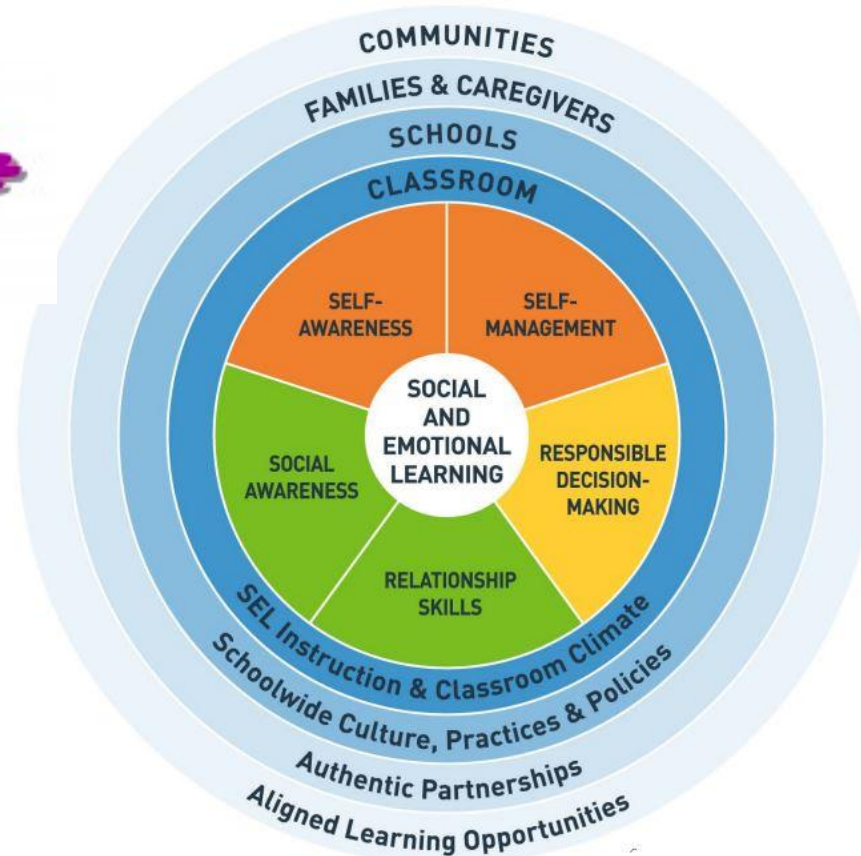 COMMUNITIES
FAMILIES & CAREGIVERS
SCHOOLS
CLASSROOM
SELF-
AWARENESS
SELF-
MANAGEMENT
SOCIAL
AND
EMOTIONAL
LEARNING
SOCIAL
AWARENESS
RESPONSIBLE
DECISION-
MAKING
RELATIONSHIP
SKILLS
SEL Instruction & Classroom Climate
Schoolwide Culture, Practices & Policies
Authentic Partnerships
Aligned Learning Opportunities